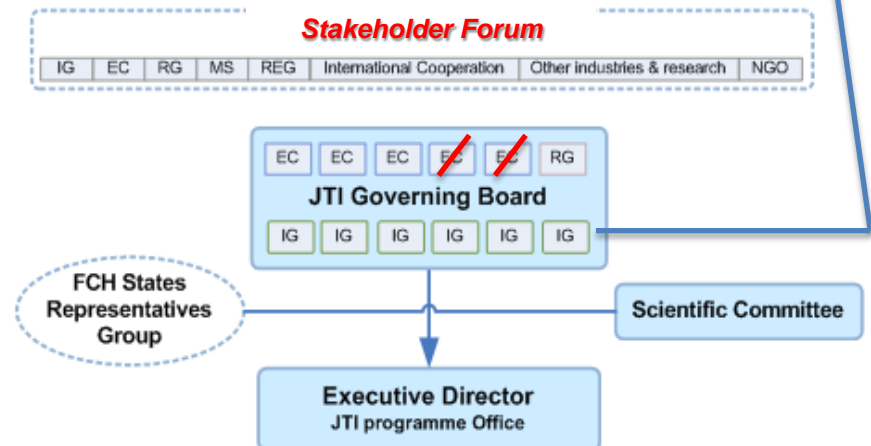 Stakeholder Forum
IG EC RG MS REG International Cooperation Other industries & research NGO
EC EC EC EC EC RG
JTI Governing Board
IG IG IG IG IG IG
FCH States
Representatives
Group
Scientific Committee
Executive Director
JTI programme Office